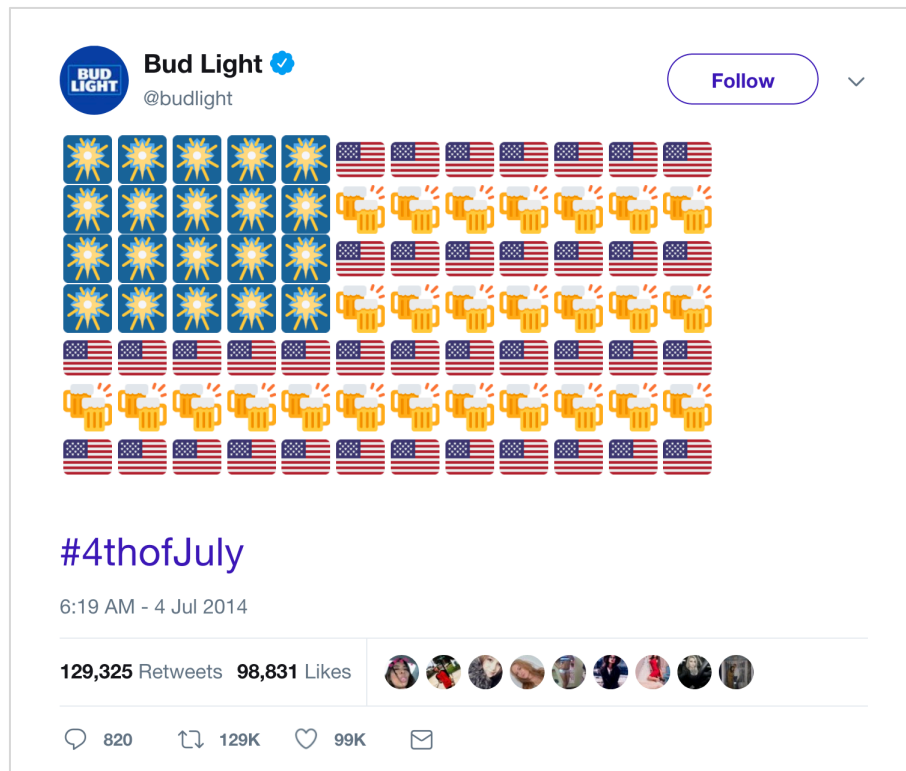 BUD
LIGHT
Bud Light
@budlight
Follow
#4thofJuly
6:19 AM - 4 Jul 2014
129,325 Retweets 98,831 Likes
820 129K 99K